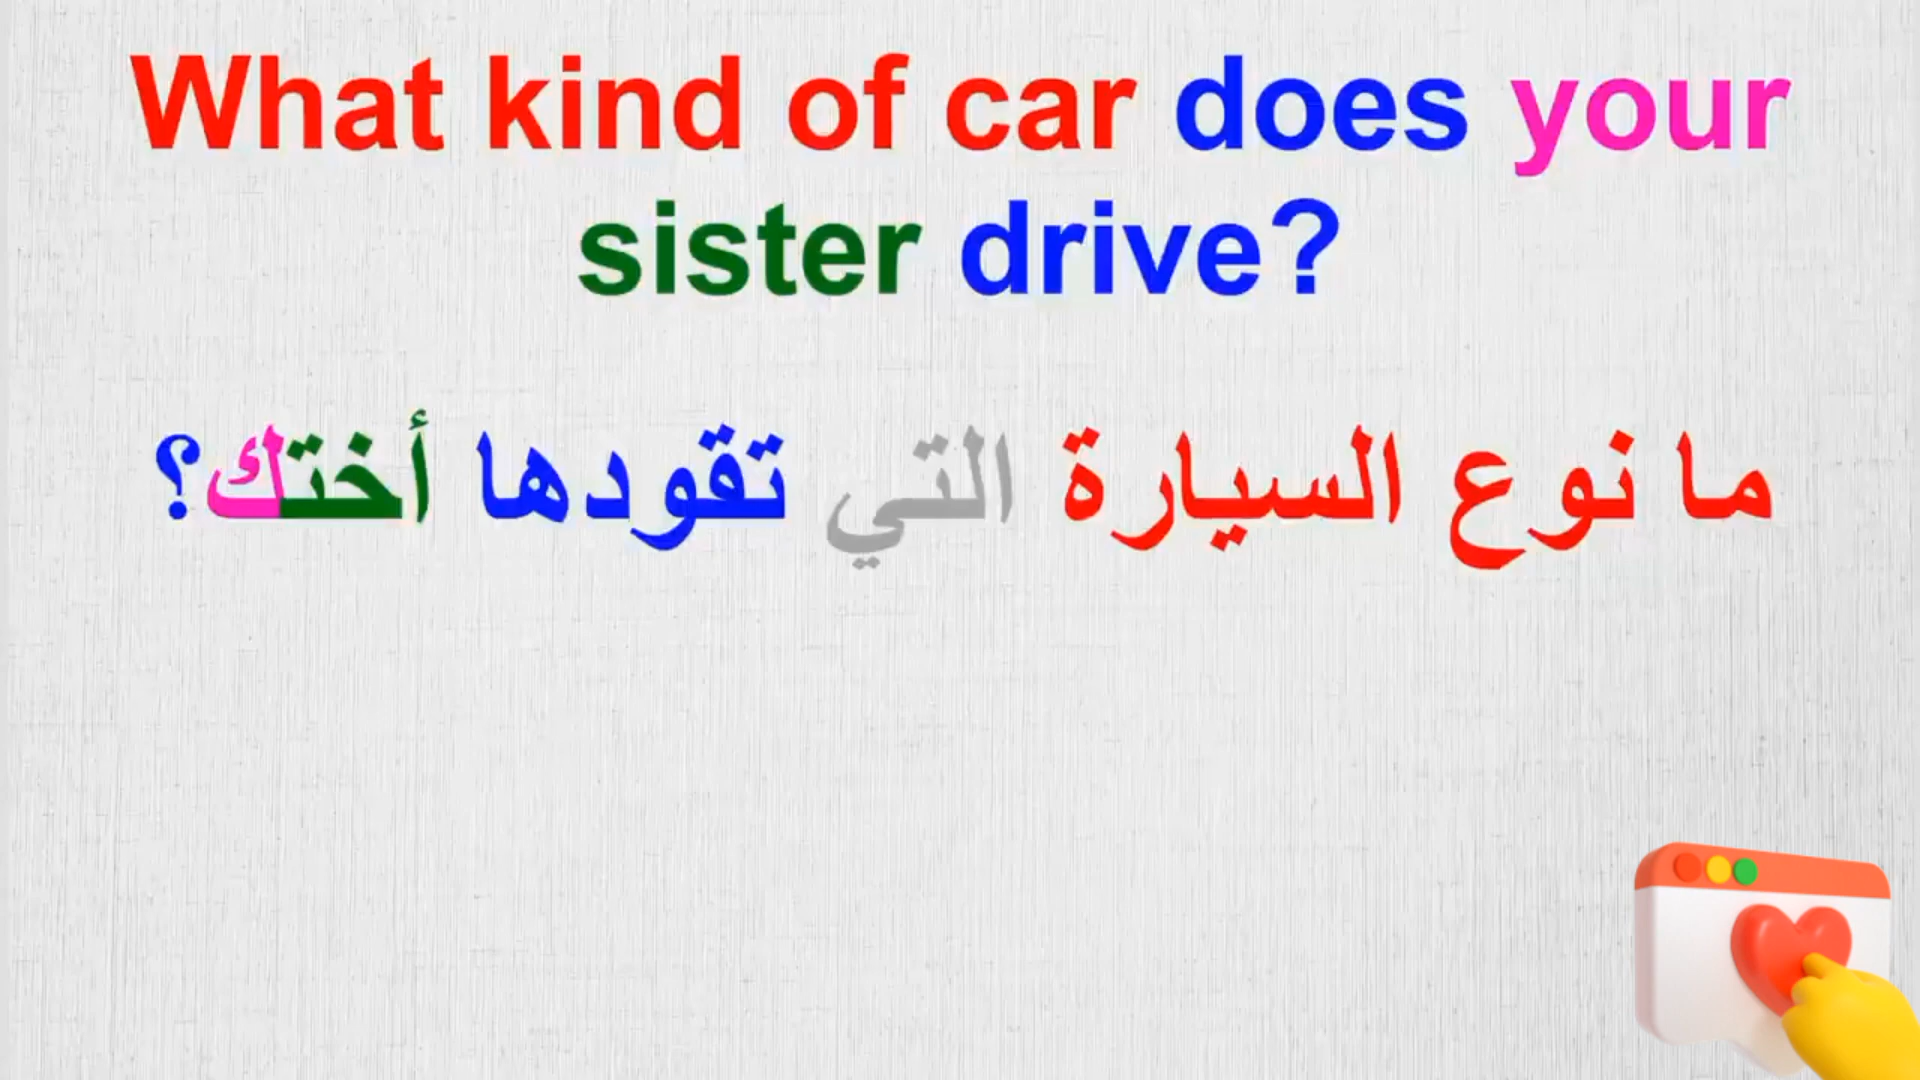 What kind of car does your
sister drive?
ما نوع السيارة التي تقودها أختك؟